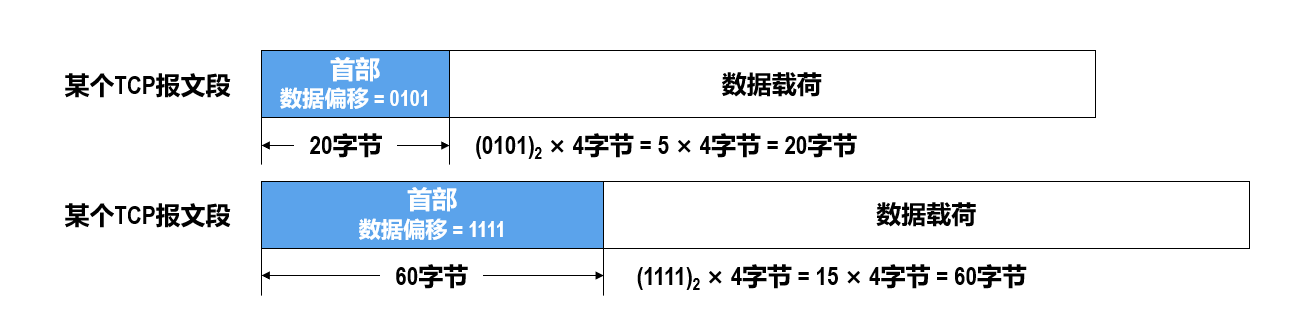 某个TCP报文段
首部
数据偏移 = 0101
数据载荷
20字节
(0101)₂ × 4字节 = 5 × 4字节 = 20字节
某个TCP报文段
首部
数据偏移 = 1111
数据载荷
60字节
(1111)₂ × 4字节 = 15 × 4字节 = 60字节